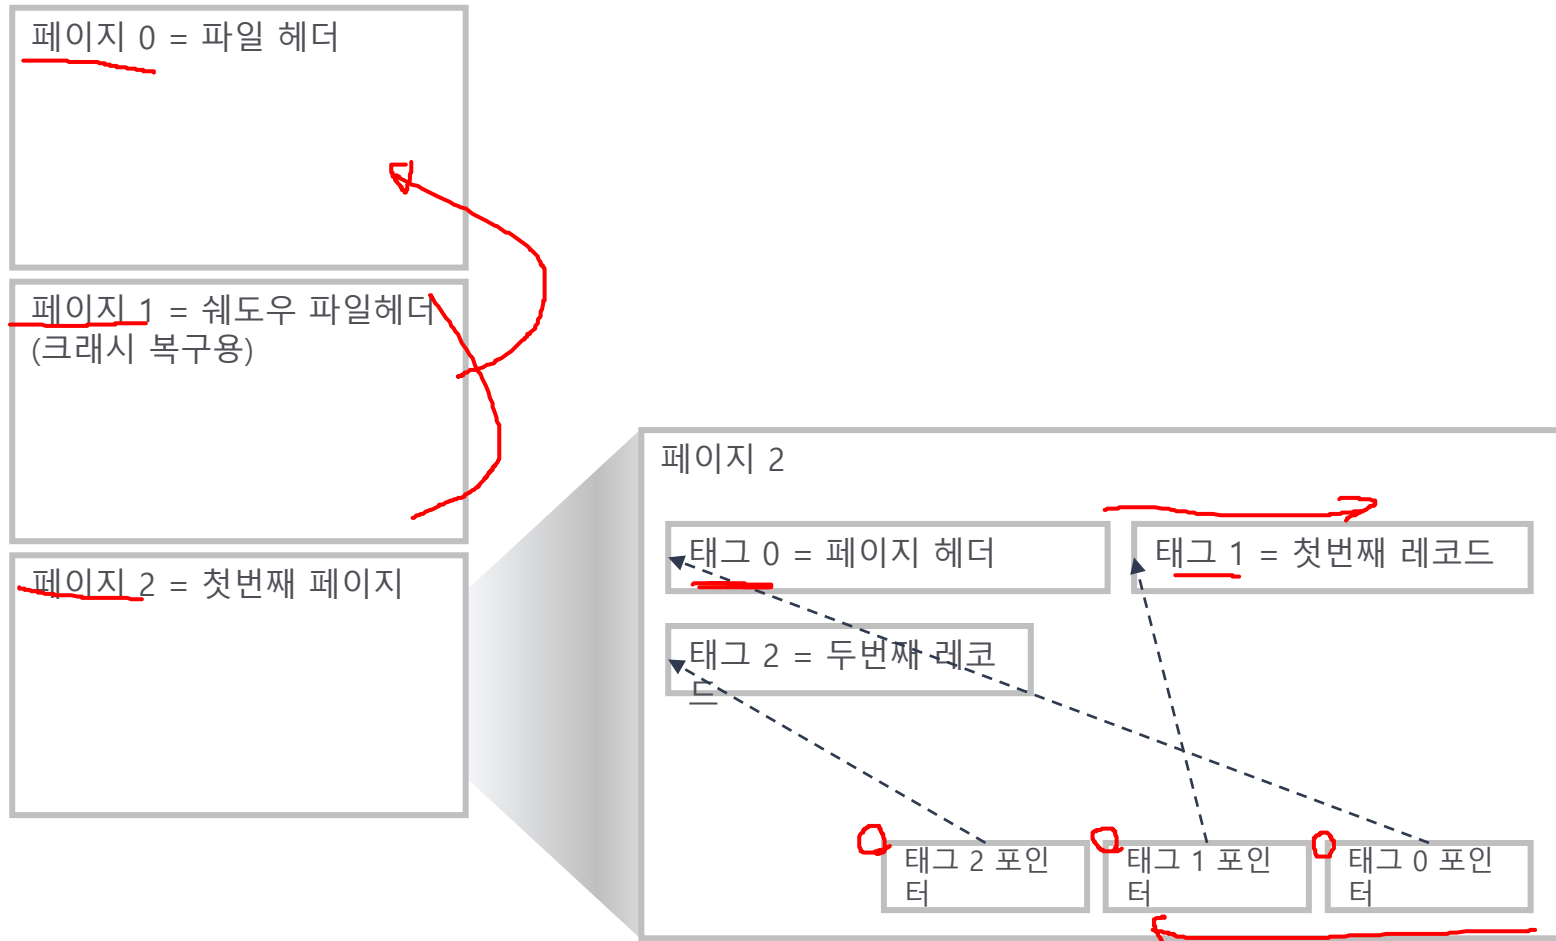 페이지 0 = 파일 헤더
페이지 1 = 쉐도우 파일헤더
(크래시 복구용)
페이지 2 = 첫번째 페이지
페이지 2
태그 0 = 페이지 헤더
태그 1 = 첫번째 레코드
태그 2 = 두번째 레코
드
태그 2 포인
터
태그 1 포인
터
태그 0 포인
터